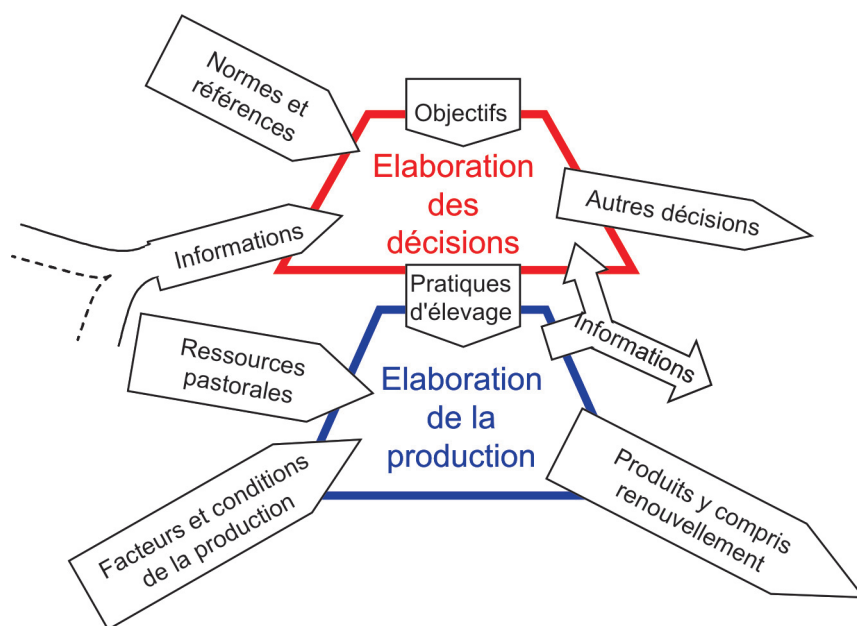 Normes et
références
Objectifs
Elaboration
des
décisions
Autres décisions
Informations
Pratiques
d'élevage
Informations
Ressources
pastorales
Elaboration
de la
production
Facteurs et conditions
de la production
Produits y compris
renouvellement